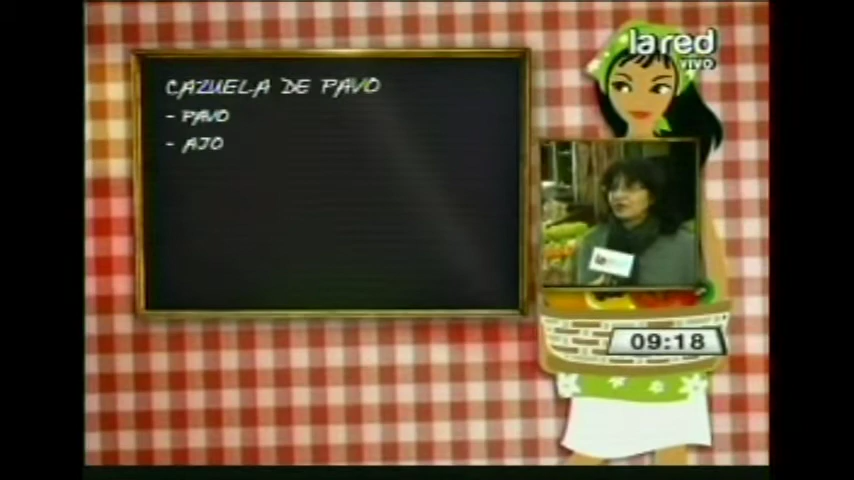 la red
VIVO
CAZUELA DE PAVO
- PAVO
- AJO
09:18